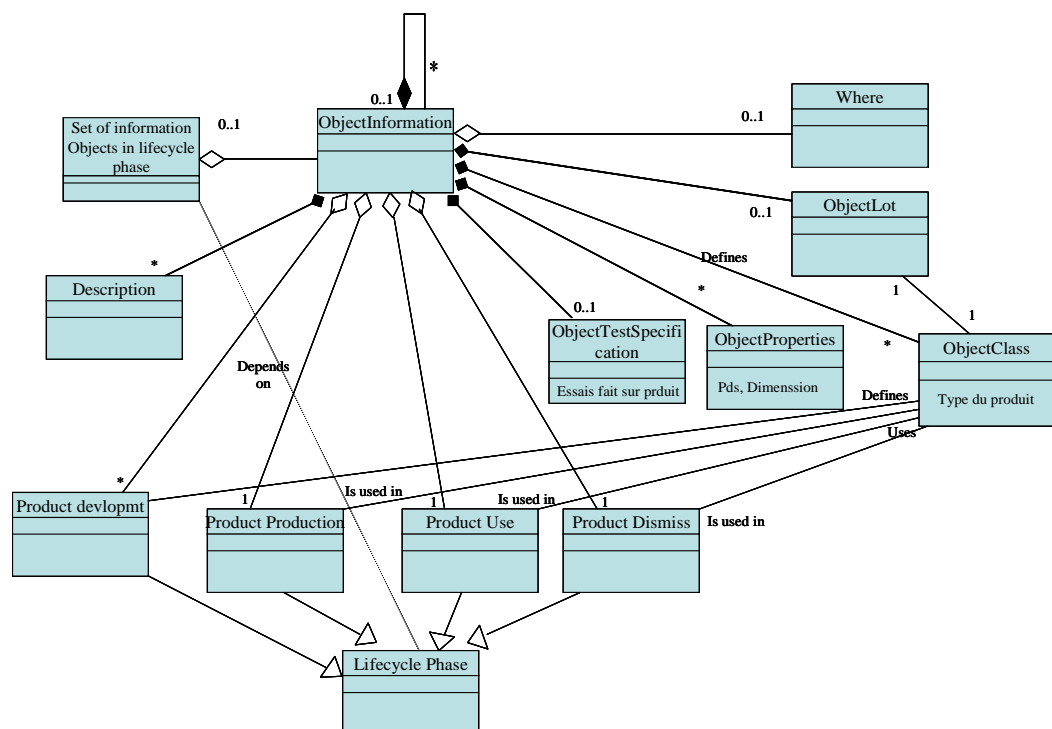 *
0..1
ObjectInformation
Set of information
Objects in lifecycle
phase
0..1
0..1
Where
0..1
ObjectLot
Defines
*
Description
*
0..1
ObjectTestSpecifi
cation
Essais fait sur prduit
ObjectProperties
Pds, Dimenssion
1
1
*
ObjectClass
Type du produit
Depends
on
Defines
Uses
*
Product devlopmt
Is used in
1
Product Production
Is used in
1
Product Use
1
Product Dismiss
Is used in
Lifecycle Phase